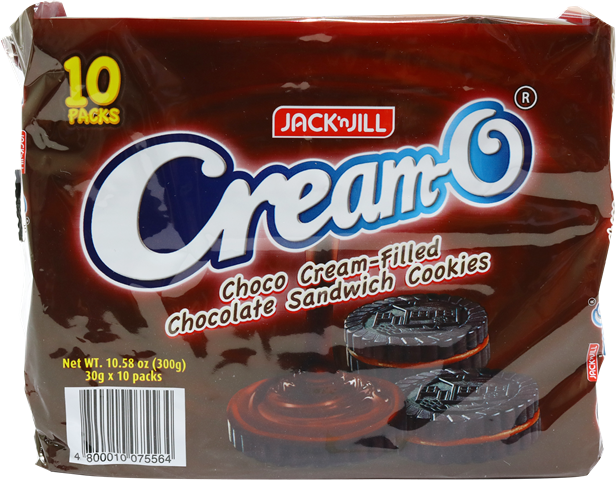 10
PACKS
JACK 'n JILL
®
Cream-O
Choco Cream-Filled
Chocolate Sandwich Cookies
Net WT. 10.58 oz (300g)
30g x 10 packs
JACK 'n JILL
4 800010 075564